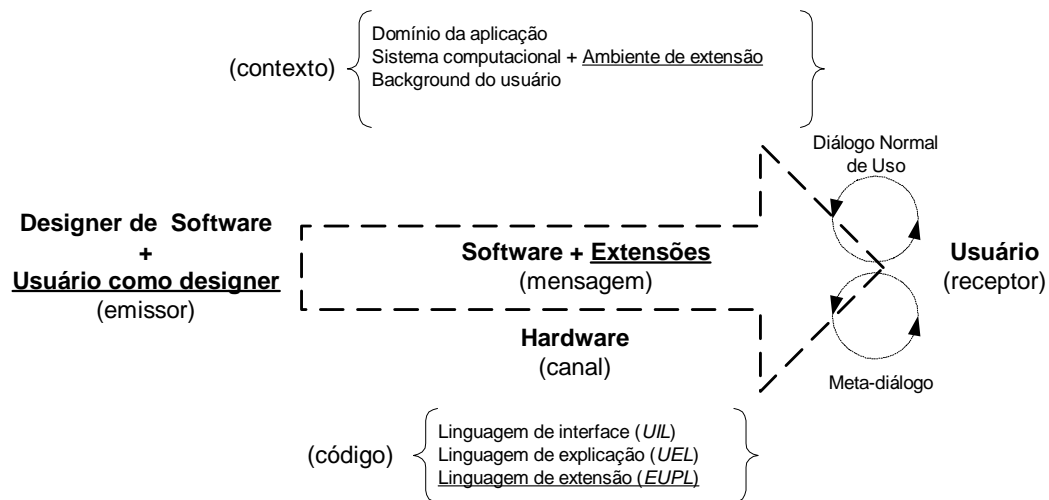 (contexto)
Domínio da aplicação
Sistema computacional + Ambiente de extensão
Background do usuário
Diálogo Normal
de Uso
Designer de Software
+
Usuário como designer
(emissor)
Software + Extensões
(mensagem)
Usuário
(receptor)
Hardware
(canal)
Meta-diálogo
(código)
Linguagem de interface (UIL)
Linguagem de explicação (UEL)
Linguagem de extensão (EUPL)